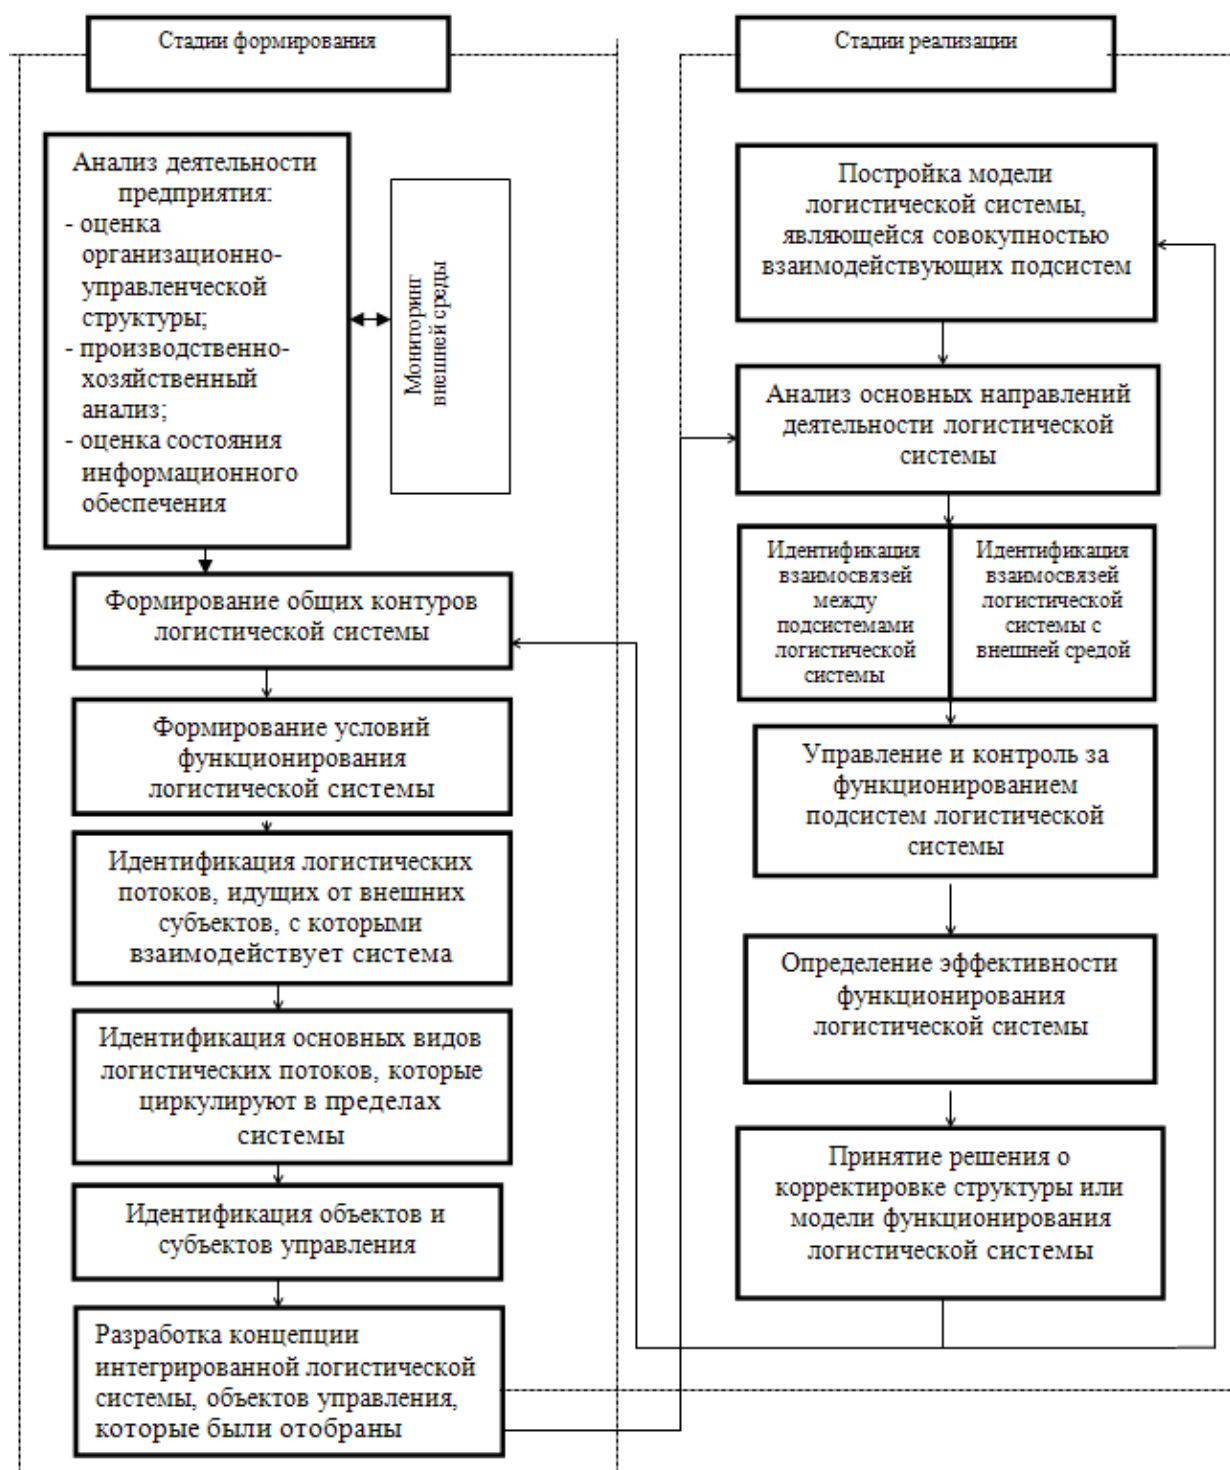 Стадии формирования
Анализ деятельности
предприятия:
- оценка
организационно-
управленческой
структуры;
- производственно-
хозяйственный
анализ;
- оценка состояния
информационного
обеспечения
Мониторинг
внешней среды
Формирование общих контуров
логистической системы
Формирование условий
функционирования
логистической системы
Идентификация логистических
потоков, идущих от внешних
субъектов, с которыми
взаимодействует система
Идентификация основных видов
логистических потоков, которые
циркулируют в пределах
системы
Идентификация объектов и
субъектов управления
Разработка концепции
интегрированной логистической
системы, объектов управления,
которые были отобраны
Стадии реализации
Постройка модели
логистической системы,
являющейся совокупностью
взаимодействующих подсистем
Анализ основных направлений
деятельности логистической
системы
Идентификация
взаимосвязей
между
подсистемами
логистической
системы
Идентификация
взаимосвязей
логистической
системы с
внешней средой
Управление и контроль за
функционированием
подсистем логистической
системы
Определение эффективности
функционирования
логистической системы
Принятие решения о
корректировке структуры или
модели функционирования
логистической системы